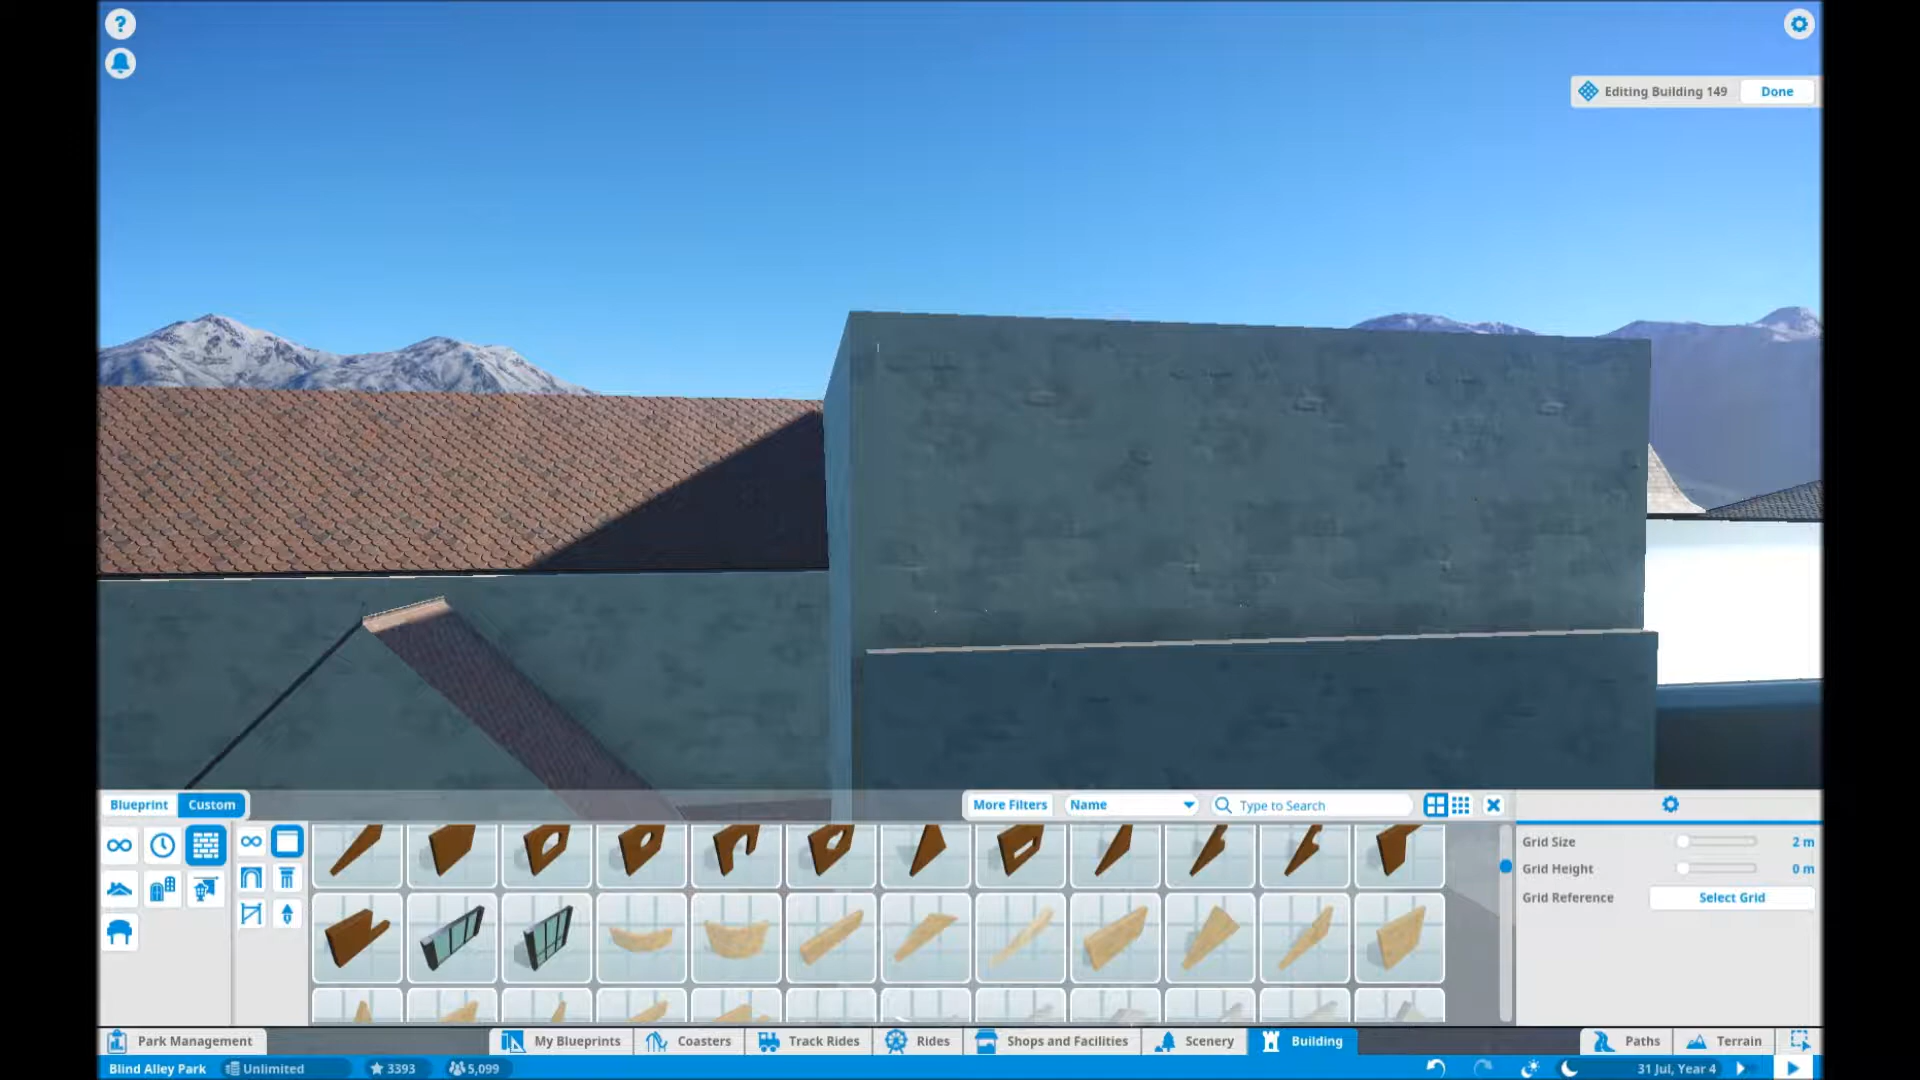 ?
Editing Building 149 Done
Blueprint Custom More Filters Name Type to Search
Grid Size 2 m
Grid Height 0 m
Grid Reference Select Grid
Park Management My Blueprints Coasters Track Rides Rides Shops and Facilities Scenery Building Paths Terrain
Blind Alley Park Unlimited 3393 5,099 31 Jul, Year 4